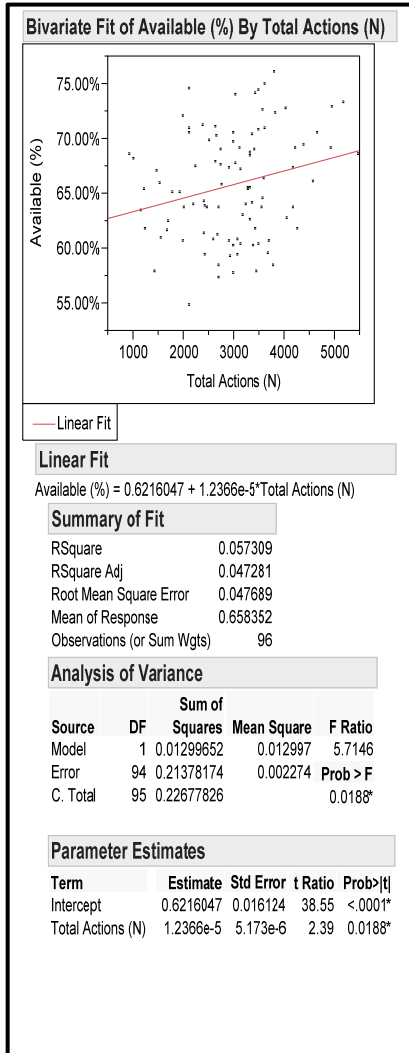 Bivariate Fit of Available (%) By Total Actions (N)
75.00%
70.00%
65.00%
60.00%
55.00%
Available (%)
1000 2000 3000 4000 5000
Total Actions (N)
Linear Fit
Linear Fit
Available (%) = 0.6216047 + 1.2366e-5*Total Actions (N)
Summary of Fit
RSquare 0.057309
RSquare Adj 0.047281
Root Mean Square Error 0.047689
Mean of Response 0.658352
Observations (or Sum Wgts) 96
Analysis of Variance
Sum of
Source DF Squares Mean Square F Ratio
Model 1 0.01299652 0.012997 5.7146
Error 94 0.21378174 0.002274 Prob > F
C. Total 95 0.22677826 0.0188*
Parameter Estimates
Term Estimate Std Error t Ratio Prob>|t|
Intercept 0.6216047 0.016124 38.55 <.0001*
Total Actions (N) 1.2366e-5 5.173e-6 2.39 0.0188*